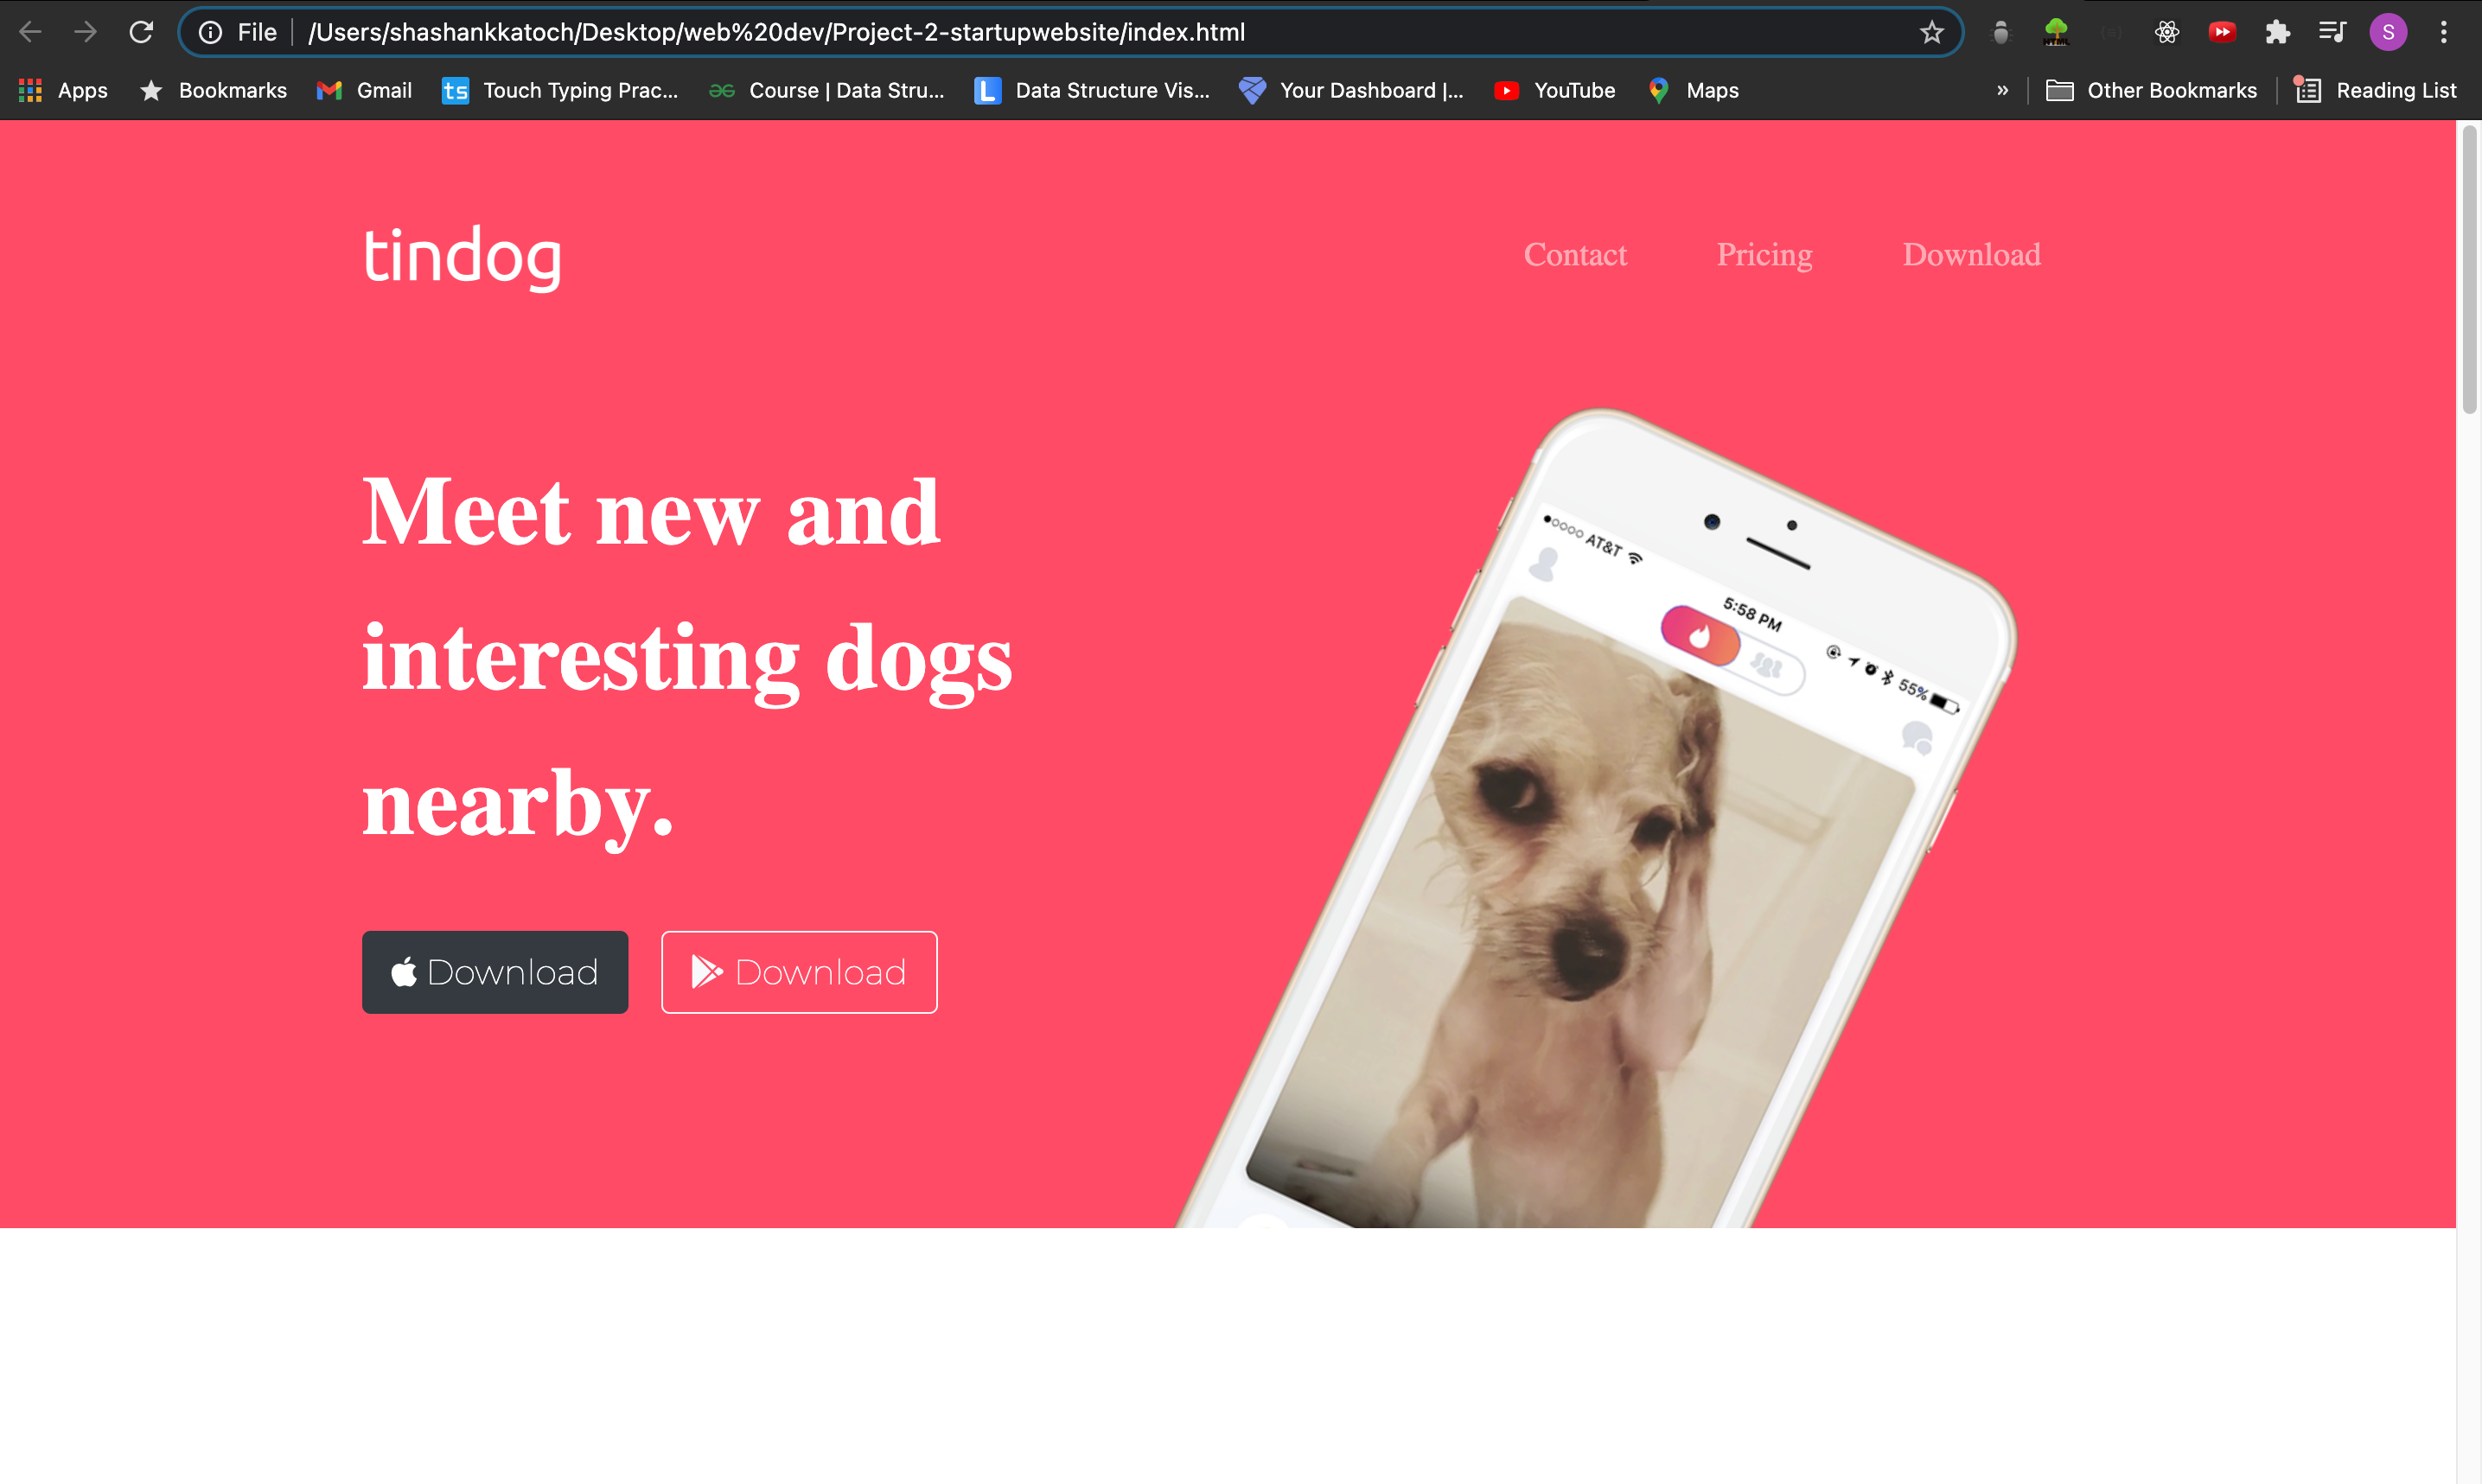 File /Users/shashankkatoch/Desktop/web%20dev/Project-2-startupwebsite/index.html
S
Apps Bookmarks Gmail ts Touch Typing Prac... Course | Data Stru... L Data Structure Vis... Your Dashboard |... YouTube Maps » Other Bookmarks Reading List
tindog
Contact Pricing Download
Meet new and
interesting dogs
nearby.
Download Download
AT&T
5:58 PM
55%